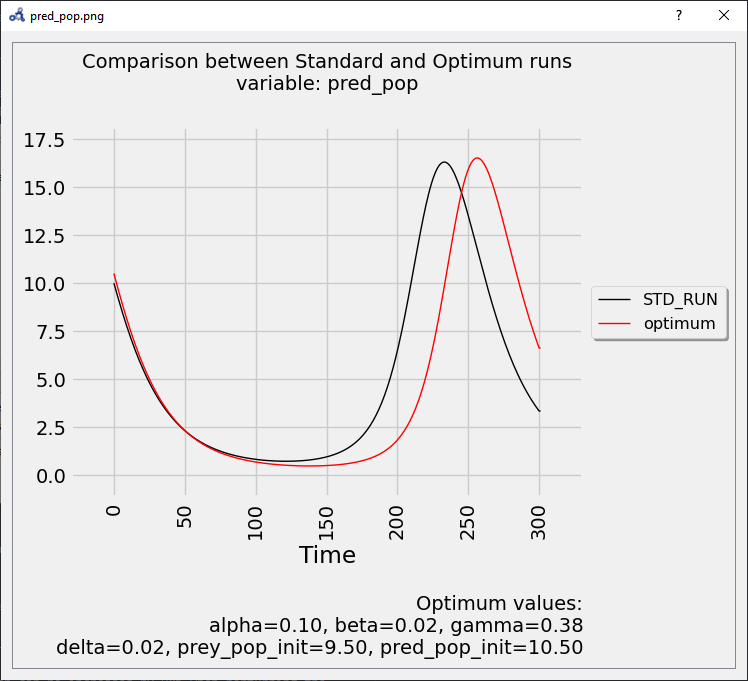 pred_pop.png
?
Comparison between Standard and Optimum runs
variable: pred_pop
17.5
15.0
12.5
10.0
7.5
5.0
2.5
0.0
STD_RUN
optimum
0
50
100
150
200
250
300
Time
Optimum values:
alpha=0.10, beta=0.02, gamma=0.38
delta=0.02, prey_pop_init=9.50, pred_pop_init=10.50